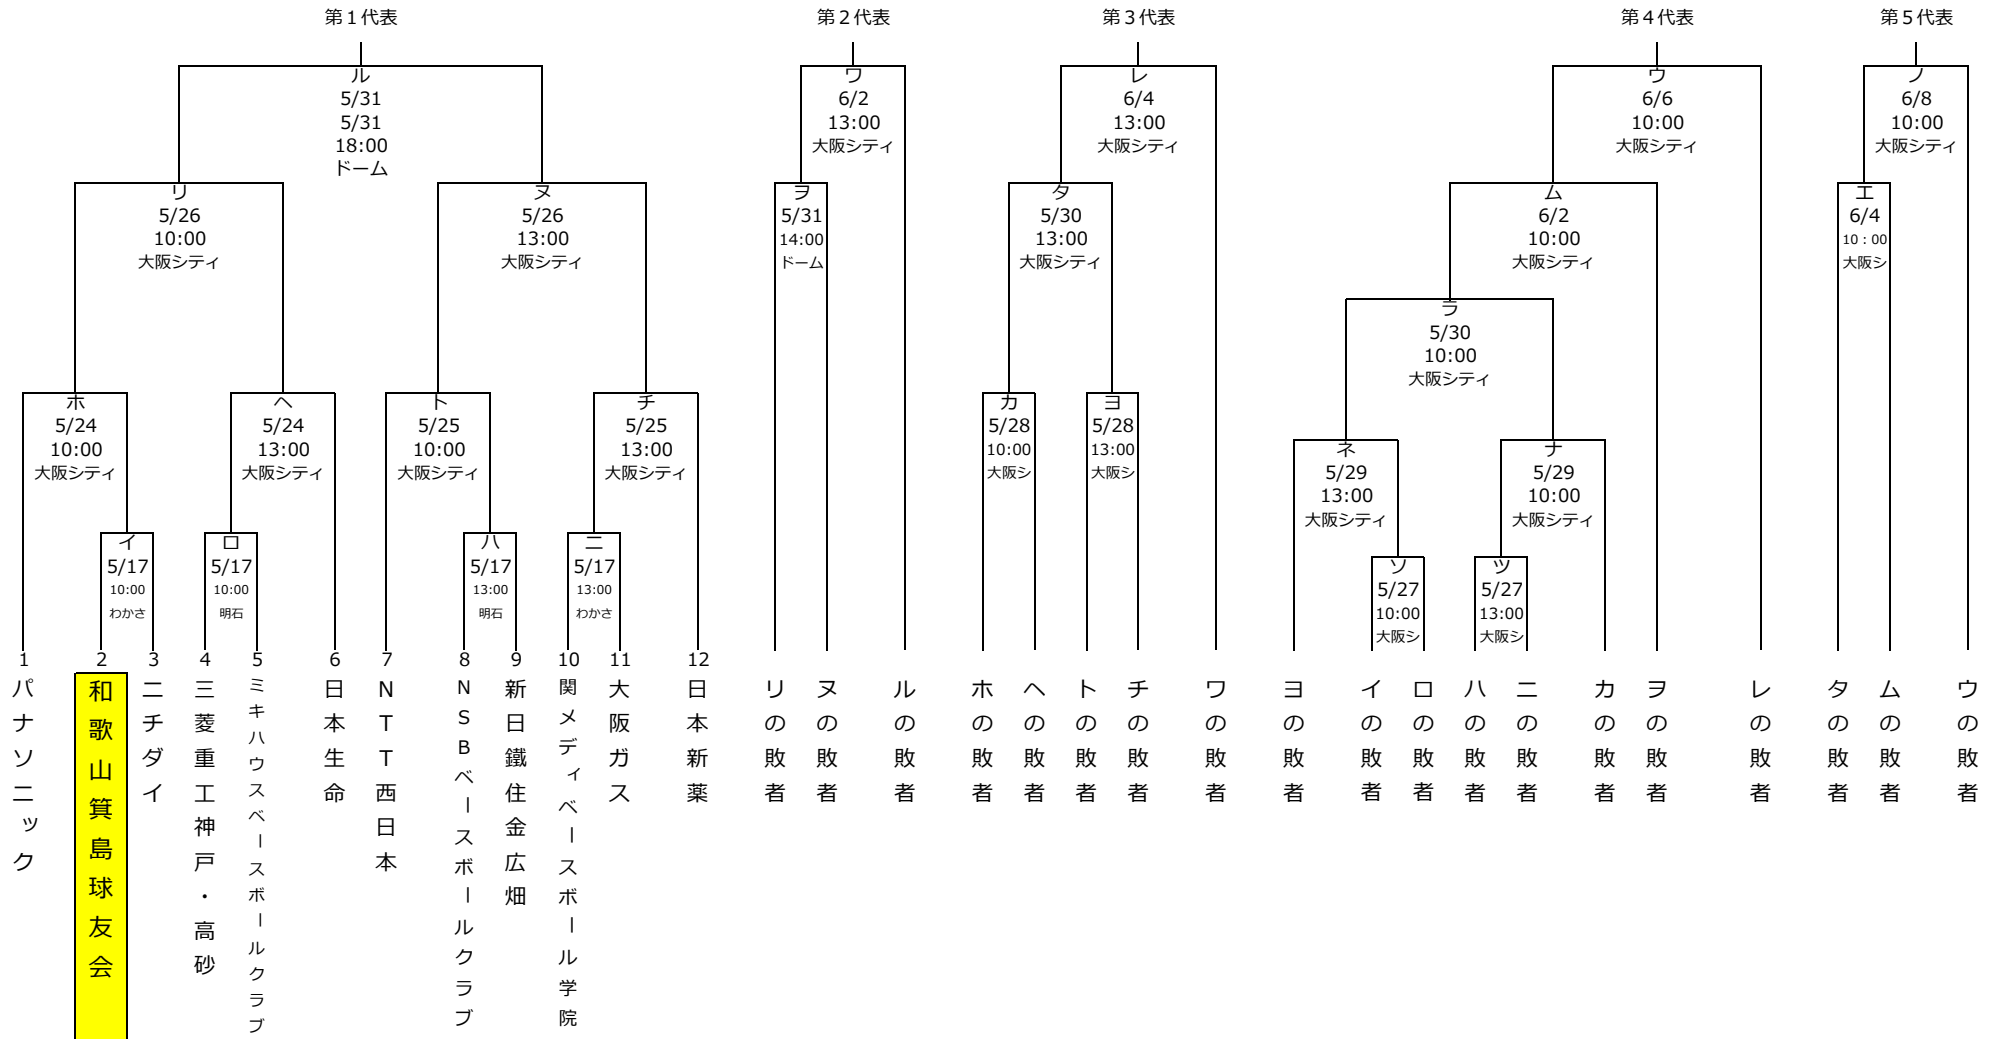 第１代表
第２代表
第３代表
第４代表
第５代表
ル
5/31
5/31
18:00
ドーム
ワ
6/2
13:00
大阪シティ
レ
6/4
13:00
大阪シティ
ウ
6/6
10:00
大阪シティ
ノ
6/8
10:00
大阪シティ
リ
5/26
10:00
大阪シティ
ヌ
5/26
13:00
大阪シティ
ヲ
5/31
14:00
ドーム
タ
5/30
13:00
大阪シティ
ム
6/2
10:00
大阪シティ
エ
6/4
10：00
大阪シ
ラ
5/30
10:00
大阪シティ
ホ
5/24
10:00
大阪シティ
ヘ
5/24
13:00
大阪シティ
ト
5/25
10:00
大阪シティ
チ
5/25
13:00
大阪シティ
カ
5/28
10:00
大阪シ
ヨ
5/28
13:00
大阪シ
ネ
5/29
13:00
大阪シティ
ナ
5/29
10:00
大阪シティ
イ
5/17
10:00
わかさ
ロ
5/17
10:00
明石
ハ
5/17
13:00
明石
ニ
5/17
13:00
わかさ
ソ
5/27
10:00
大阪シ
ツ
5/27
13:00
大阪シ
1
パナソニック
2
和歌山箕島球友会
3
ニチダイ
4
三菱重工神戸・高砂
5
ミキハウスベースボールクラブ
6
日本生命
7
ＮＴＴ西日本
8
ＮＳＢベースボールクラブ
9
新日鐵住金広畑
10
関メディベースボール学院
11
大阪ガス
12
日本新薬
リの敗者
ヌの敗者
ルの敗者
ホの敗者
ヘの敗者
トの敗者
チの敗者
ワの敗者
ヨの敗者
イの敗者
ロの敗者
ハの敗者
ニの敗者
カの敗者
ヲの敗者
レの敗者
タの敗者
ムの敗者
ウの敗者